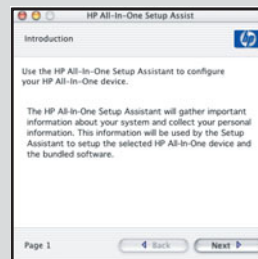 HP All-In-One Setup Assist
Introduction
hp
Use the HP All-In-One Setup Assistant to configure
your HP All-In-One device.
The HP All-In-One Setup Assistant will gather important
information about your system and collect your personal
information. This information will be used by the Setup
Assistant to setup the selected HP All-In-One device and
the bundled software.
Page 1
Back
Next